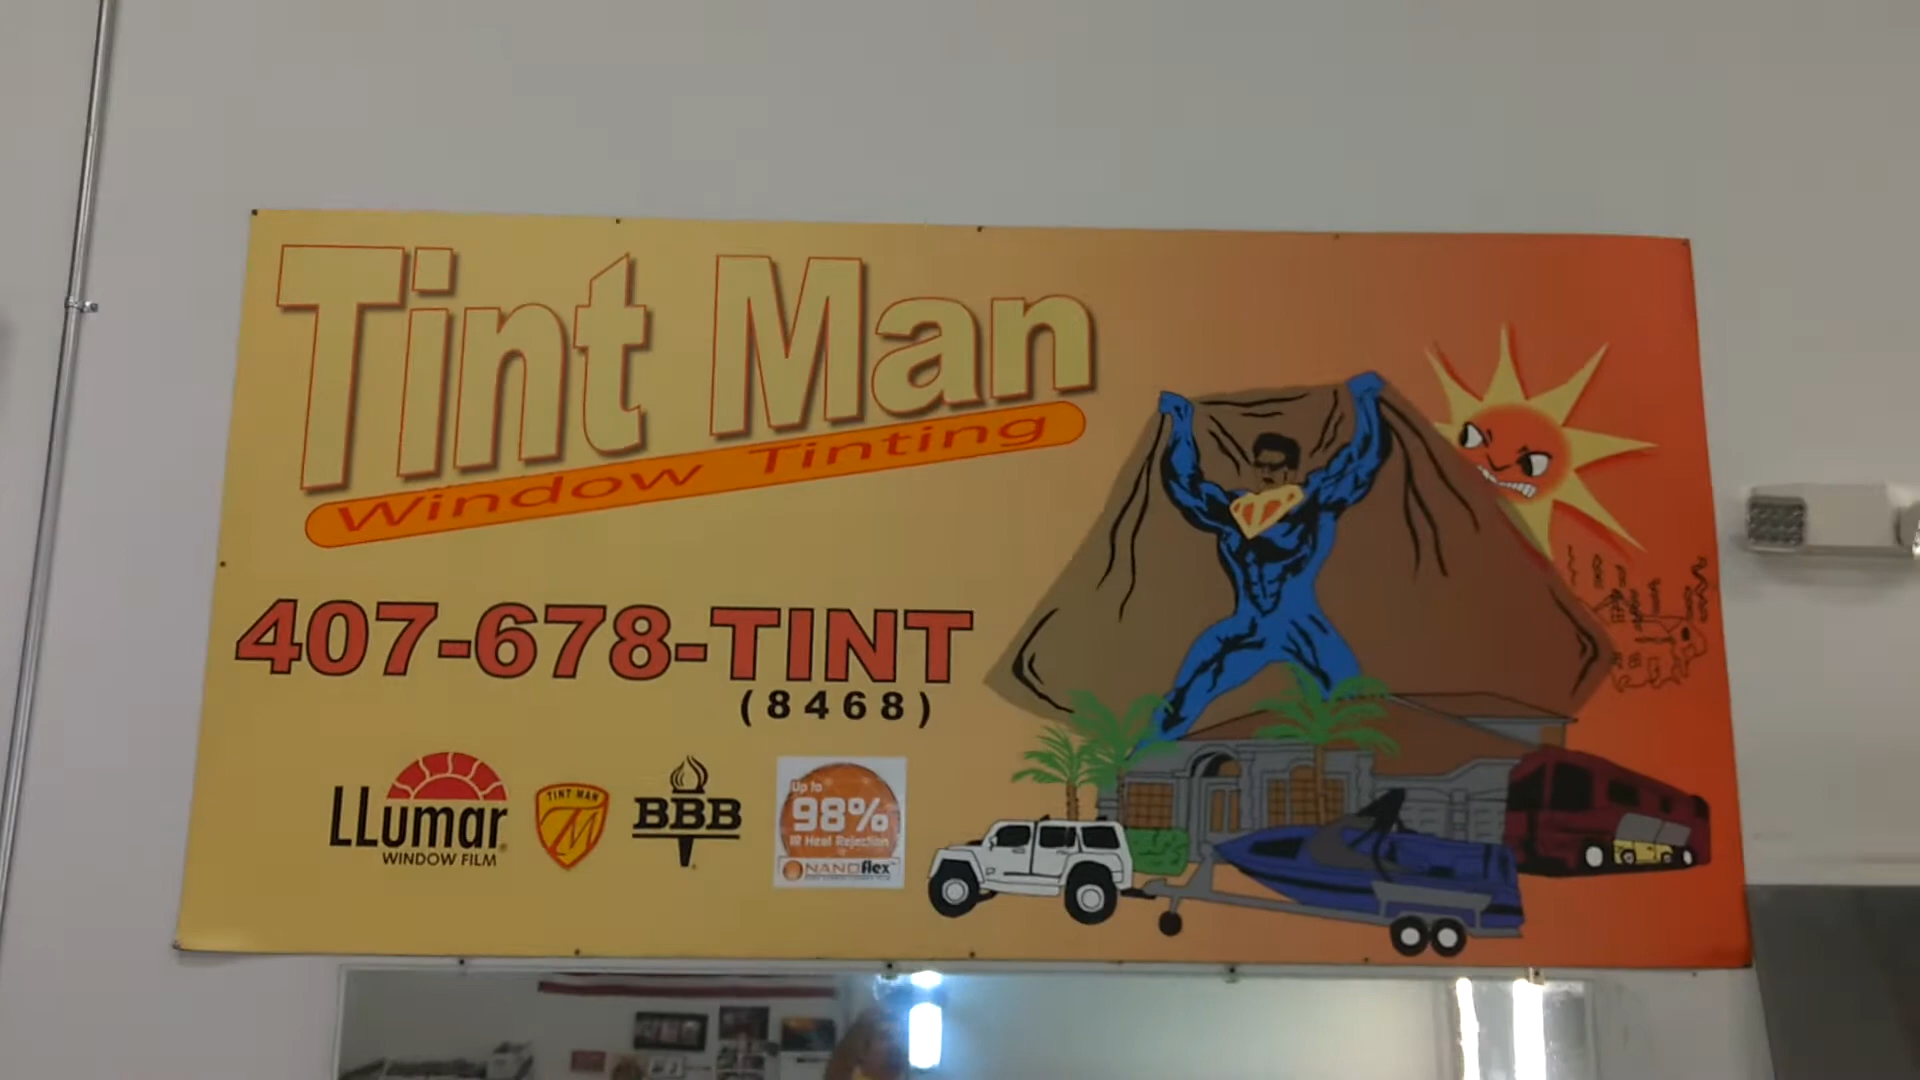 Tint Man
Window Tinting
407-678-TINT
(8468)
LLumar
WINDOW FILM
TINT MAN
M
BBB
Up to
98%
IR Heat Rejection
NANOflex